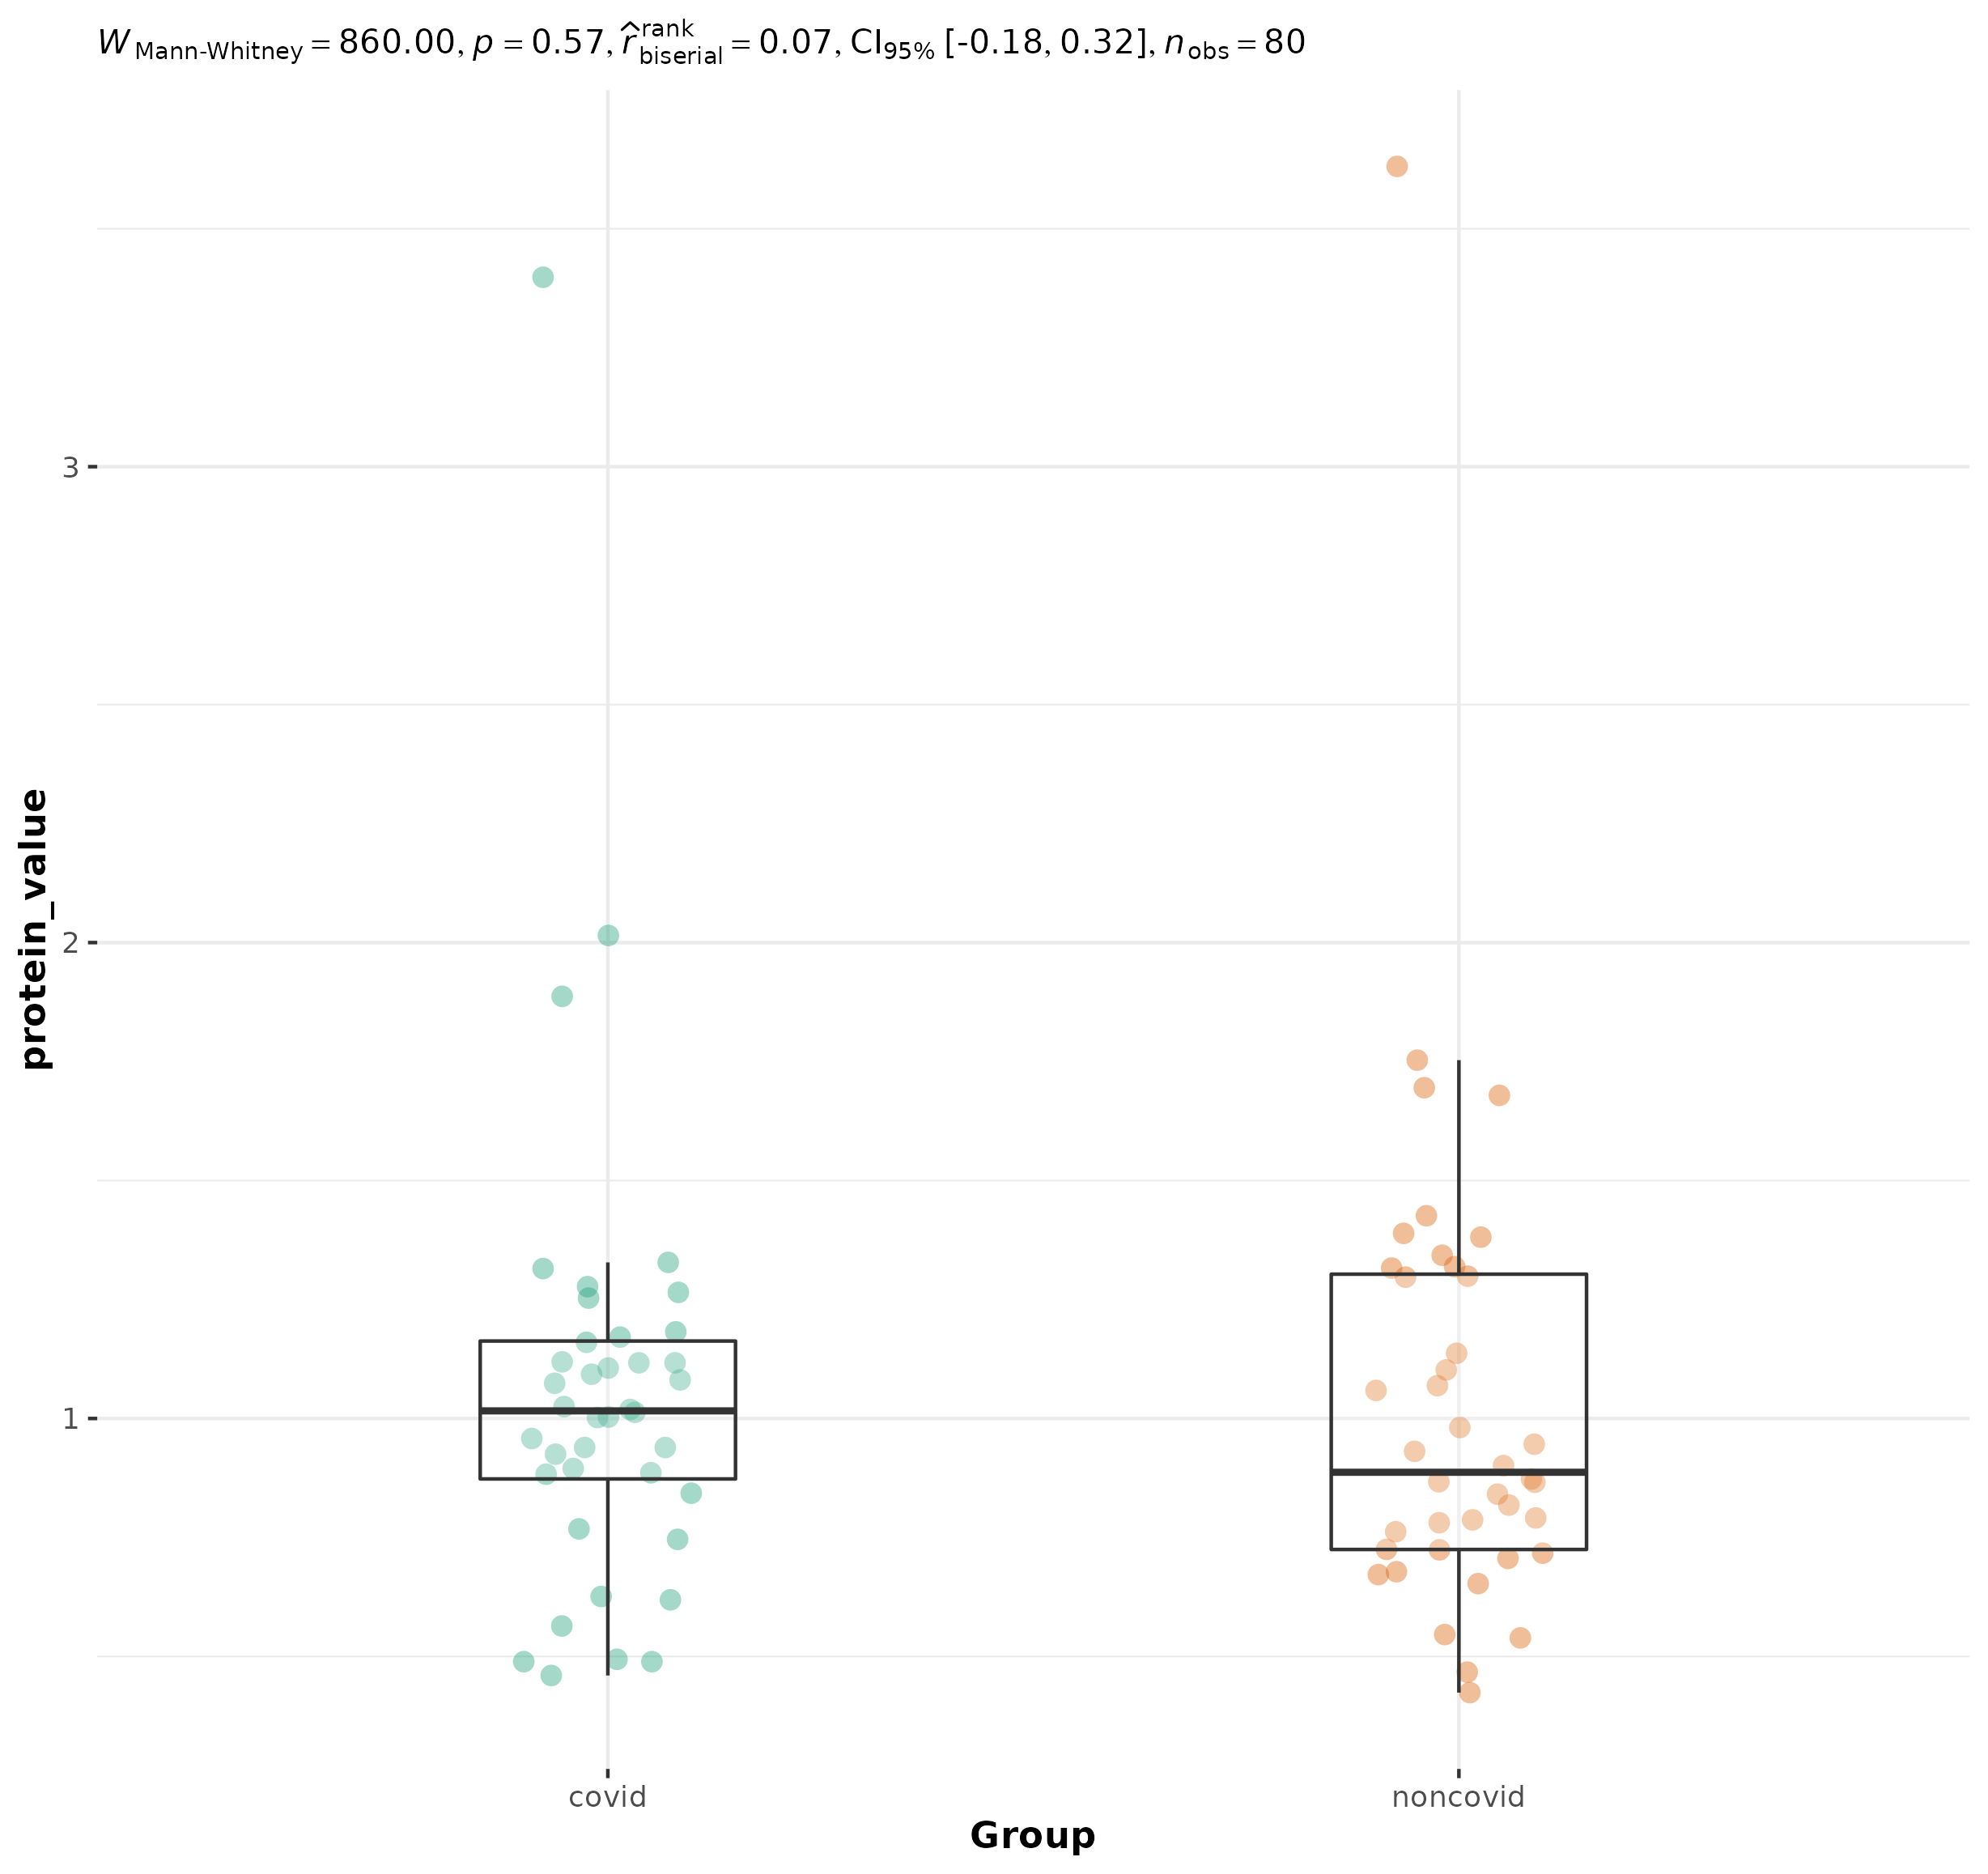 W Mann-Whitney = 860.00, p = 0.57, r̂ rank biserial = 0.07, CI95% [-0.18, 0.32], n obs = 80
3
2
1
protein_value
covid noncovid
Group